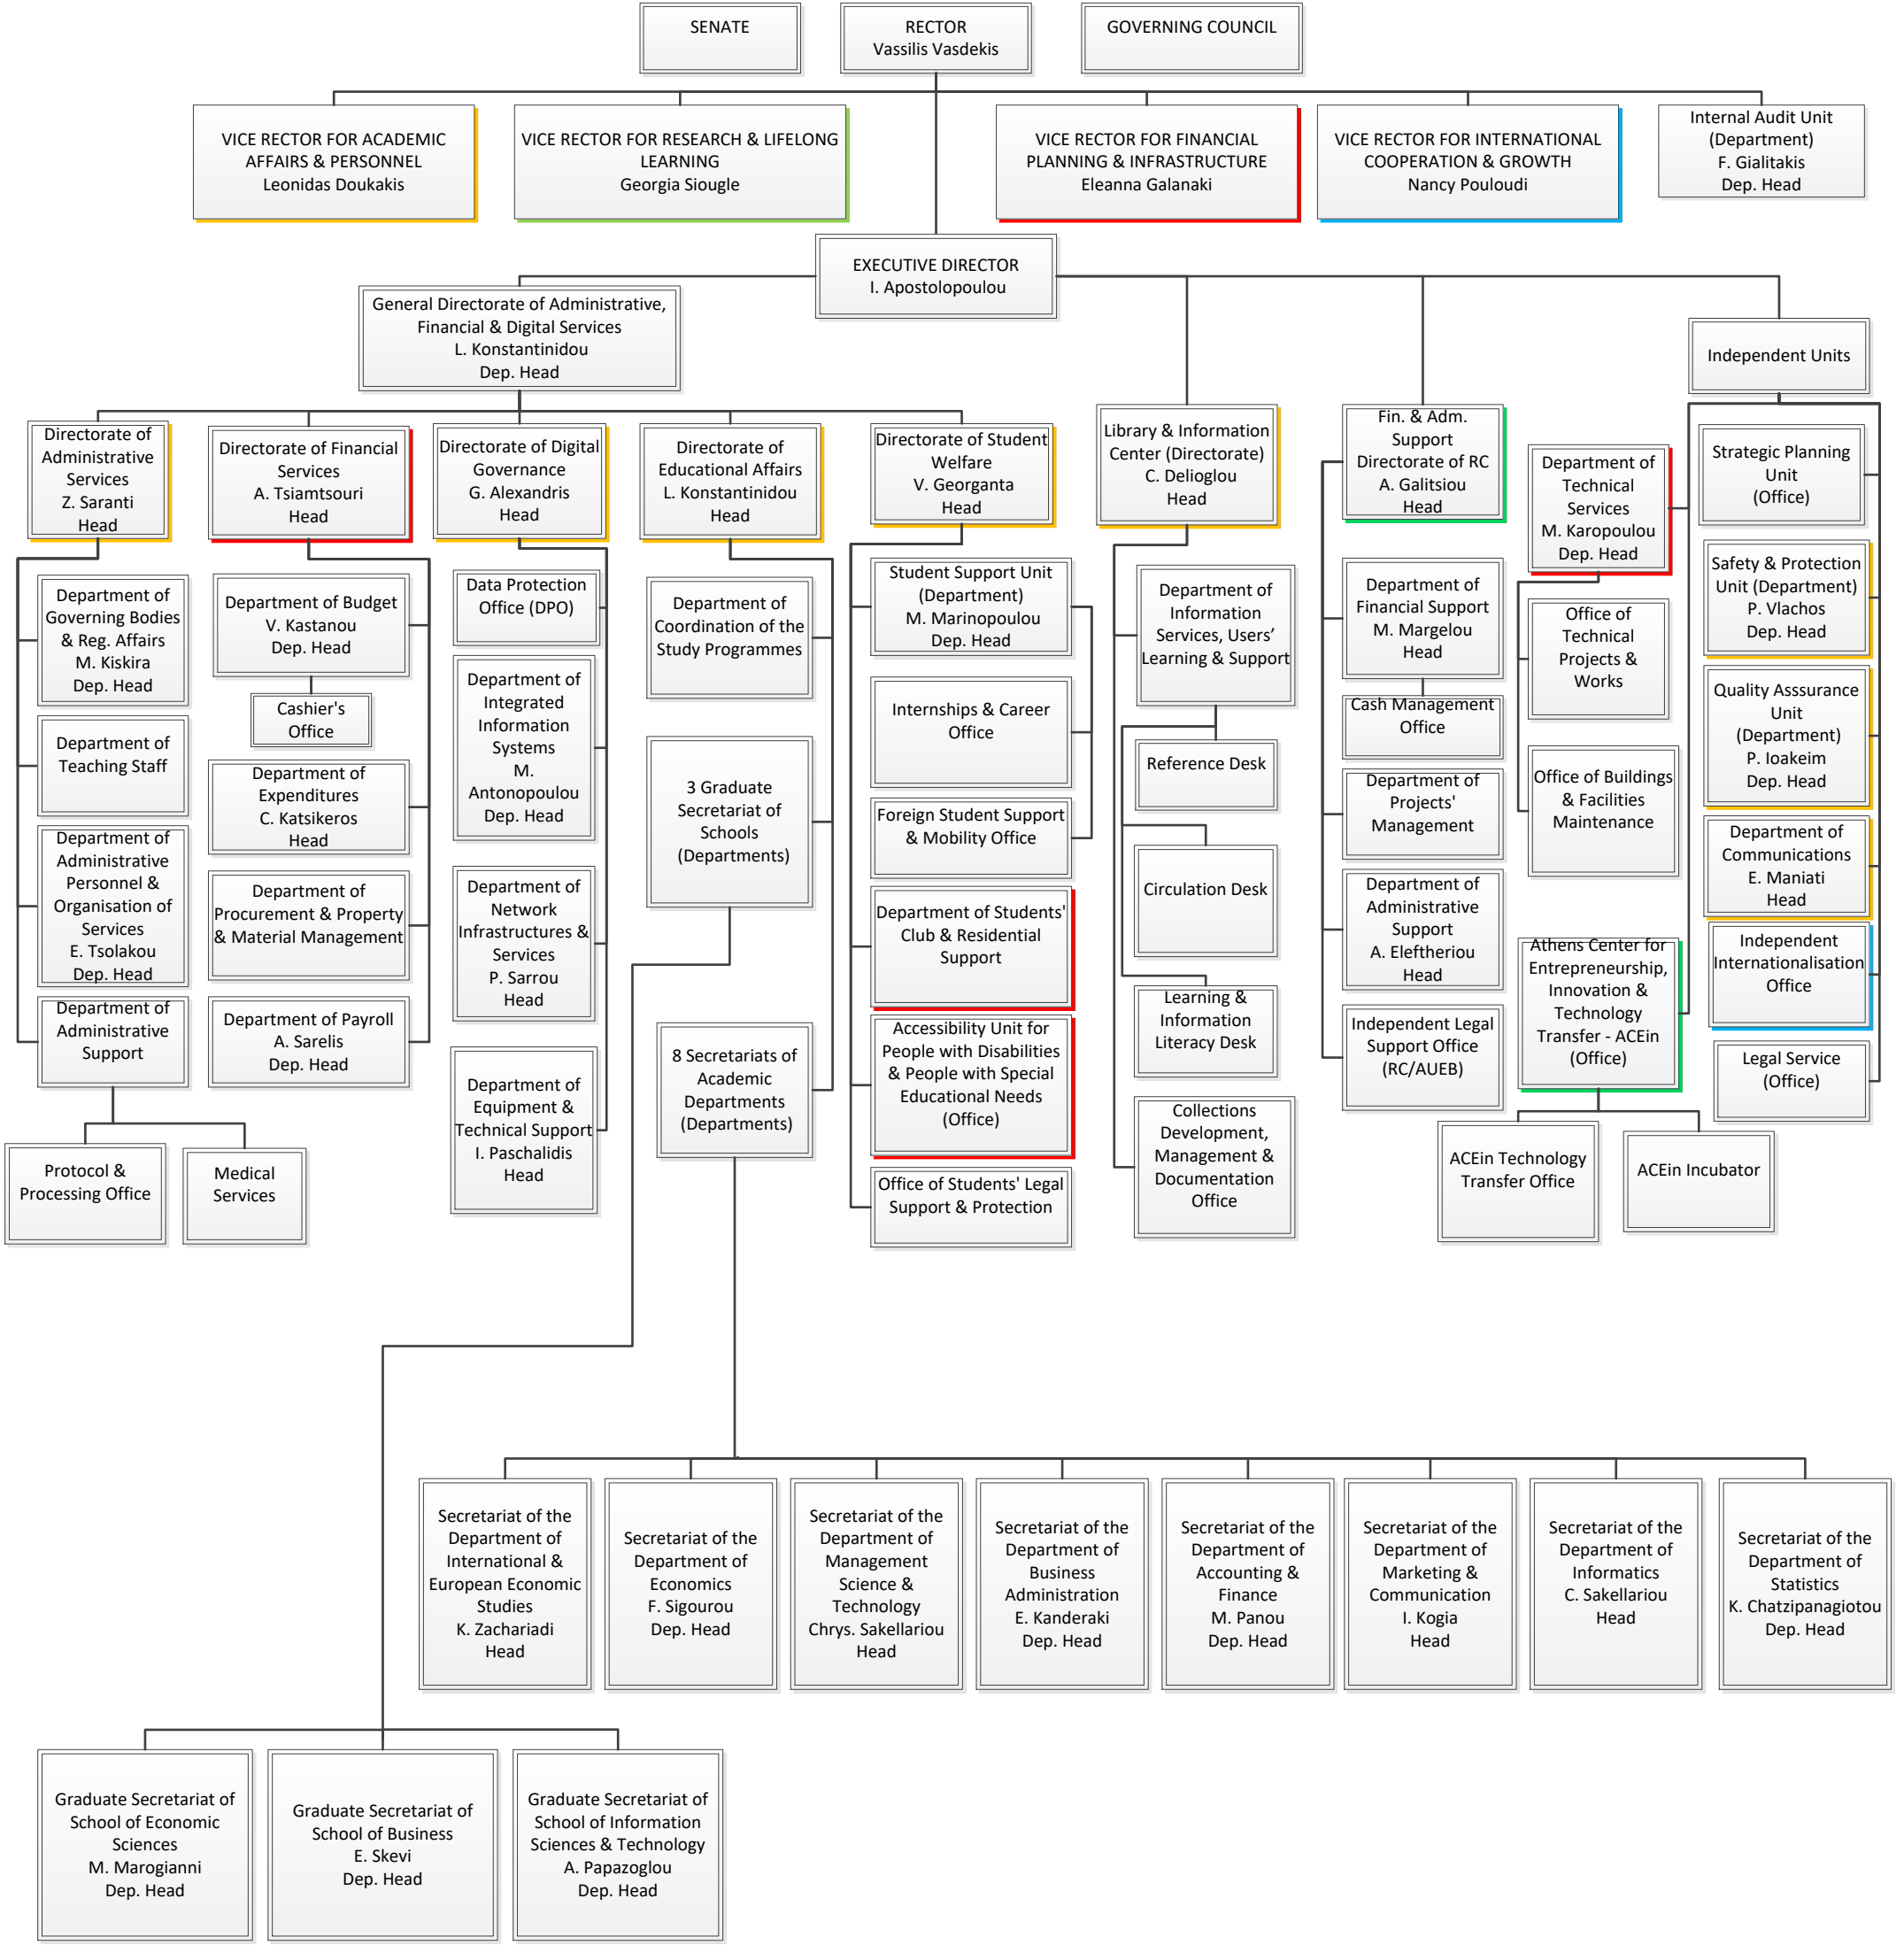 SENATE
RECTOR
Vassilis Vasdekis
GOVERNING COUNCIL
VICE RECTOR FOR ACADEMIC
AFFAIRS & PERSONNEL
Leonidas Doukakis
VICE RECTOR FOR RESEARCH & LIFELONG
LEARNING
Georgia Siougle
VICE RECTOR FOR FINANCIAL
PLANNING & INFRASTRUCTURE
Eleanna Galanaki
VICE RECTOR FOR INTERNATIONAL
COOPERATION & GROWTH
Nancy Pouloudi
Internal Audit Unit
(Department)
F. Gialitakis
Dep. Head
EXECUTIVE DIRECTOR
I. Apostolopoulou
General Directorate of Administrative,
Financial & Digital Services
L. Konstantinidou
Dep. Head
Independent Units
Directorate of
Administrative
Services
Z. Saranti
Head
Directorate of Financial
Services
A. Tsiamtsouri
Head
Directorate of Digital
Governance
G. Alexandris
Head
Directorate of
Educational Affairs
L. Konstantinidou
Head
Directorate of Student
Welfare
V. Georganta
Head
Library & Information
Center (Directorate)
C. Delioglou
Head
Fin. & Adm.
Support
Directorate of RC
A. Galitsiou
Head
Department of
Technical
Services
M. Karopoulou
Dep. Head
Strategic Planning
Unit
(Office)
Department of
Governing Bodies
& Reg. Affairs
M. Kiskira
Dep. Head
Department of
Teaching Staff
Department of
Administrative
Personnel &
Organisation of
Services
E. Tsolakou
Dep. Head
Department of
Administrative
Support
Protocol &
Processing Office
Medical
Services
Department of Budget
V. Kastanou
Dep. Head
Cashier's
Office
Department of
Expenditures
C. Katsikeros
Head
Department of
Procurement & Property
& Material Management
Department of Payroll
A. Sarelis
Dep. Head
Data Protection
Office (DPO)
Department of
Integrated
Information
Systems
M.
Antonopoulou
Dep. Head
Department of
Network
Infrastructures &
Services
P. Sarrou
Head
Department of
Equipment &
Technical Support
I. Paschalidis
Head
Department of
Coordination of the
Study Programmes
3 Graduate
Secretariat of
Schools
(Departments)
8 Secretariats of
Academic
Departments
(Departments)
Student Support Unit
(Department)
M. Marinopoulou
Dep. Head
Internships & Career
Office
Foreign Student Support
& Mobility Office
Department of Students'
Club & Residential
Support
Accessibility Unit for
People with Disabilities
& People with Special
Educational Needs
(Office)
Office of Students' Legal
Support & Protection
Department of
Information
Services, Users’
Learning & Support
Reference Desk
Circulation Desk
Learning &
Information
Literacy Desk
Collections
Development,
Management &
Documentation
Office
Department of
Financial Support
M. Margelou
Head
Cash Management
Office
Department of
Projects'
Management
Department of
Administrative
Support
A. Eleftheriou
Head
Independent Legal
Support Office
(RC/AUEB)
Office of
Technical
Projects &
Works
Office of Buildings
& Facilities
Maintenance
Athens Center for
Entrepreneurship,
Innovation &
Technology
Transfer - ACEin
(Office)
ACEin Technology
Transfer Office
ACEin Incubator
Safety & Protection
Unit (Department)
P. Vlachos
Dep. Head
Quality Asssurance
Unit
(Department)
P. Ioakeim
Dep. Head
Department of
Communications
E. Maniati
Head
Independent
Internationalisation
Office
Legal Service
(Office)
Secretariat of the
Department of
International &
European Economic
Studies
K. Zachariadi
Head
Secretariat of the
Department of
Economics
F. Sigourou
Dep. Head
Secretariat of the
Department of
Management
Science &
Technology
Chrys. Sakellariou
Head
Secretariat of the
Department of
Business
Administration
E. Kanderaki
Dep. Head
Secretariat of the
Department of
Accounting &
Finance
M. Panou
Dep. Head
Secretariat of the
Department of
Marketing &
Communication
I. Kogia
Head
Secretariat of the
Department of
Informatics
C. Sakellariou
Head
Secretariat of the
Department of
Statistics
K. Chatzipanagiotou
Dep. Head
Graduate Secretariat of
School of Economic
Sciences
M. Marogianni
Dep. Head
Graduate Secretariat of
School of Business
E. Skevi
Dep. Head
Graduate Secretariat of
School of Information
Sciences & Technology
A. Papazoglou
Dep. Head